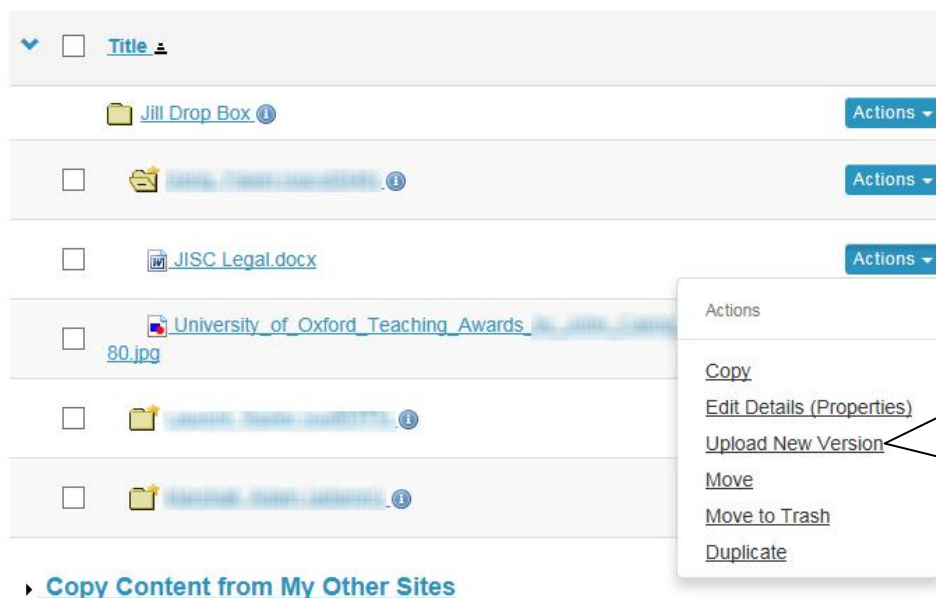 Title
Jill Drop Box
Actions
Actions
JISC Legal.docx
Actions
University_of_Oxford_Teaching_Awards_
80.jpg
Actions
Copy
Edit Details (Properties)
Upload New Version
Move
Move to Trash
Duplicate
Copy Content from My Other Sites